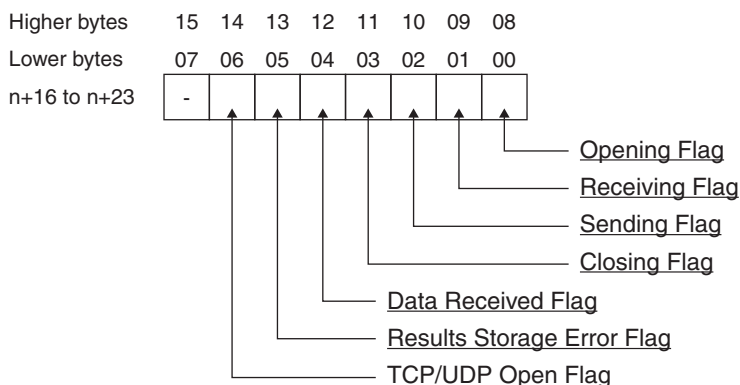 Higher bytes 15 14 13 12 11 10 09 08
Lower bytes 07 06 05 04 03 02 01 00
n+16 to n+23 -
Opening Flag
Receiving Flag
Sending Flag
Closing Flag
Data Received Flag
Results Storage Error Flag
TCP/UDP Open Flag